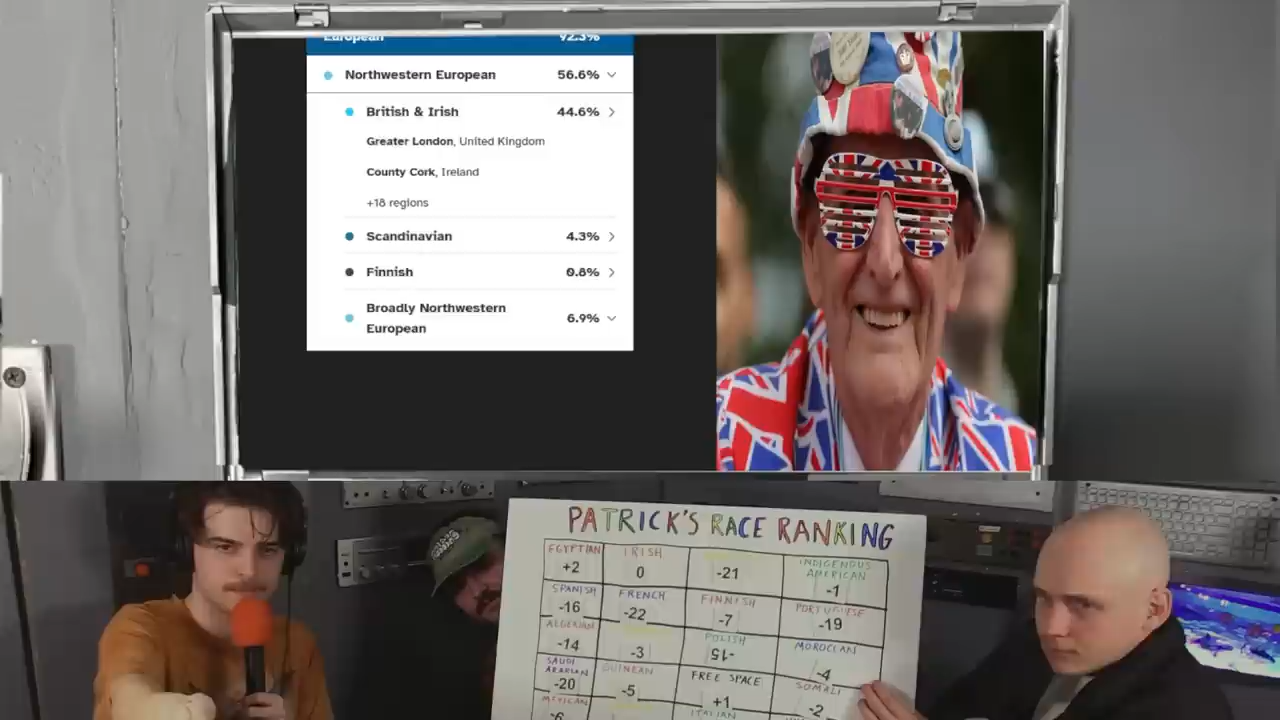 European 92.3%
Northwestern European 56.6%
British & Irish 44.6%
Greater London, United Kingdom
County Cork, Ireland
+18 regions
Scandinavian 4.3%
Finnish 0.8%
Broadly Northwestern
European 6.9%
PATRICK'S RACE RANKING
EGYPTIAN IRISH INDIGENOUS
AMERICAN
+2 0 -21 -1
SPANISH FRENCH FINNISH PORTUGUESE
-16 -22 -7 -19
ALGERIAN POLISH MOROCCAN
-14 -3 -15 -4
SAUDI
ARABIAN GUINEAN FREE SPACE SOMALI
-20 -5 +1 -2
MEXICAN ITALIAN
-6